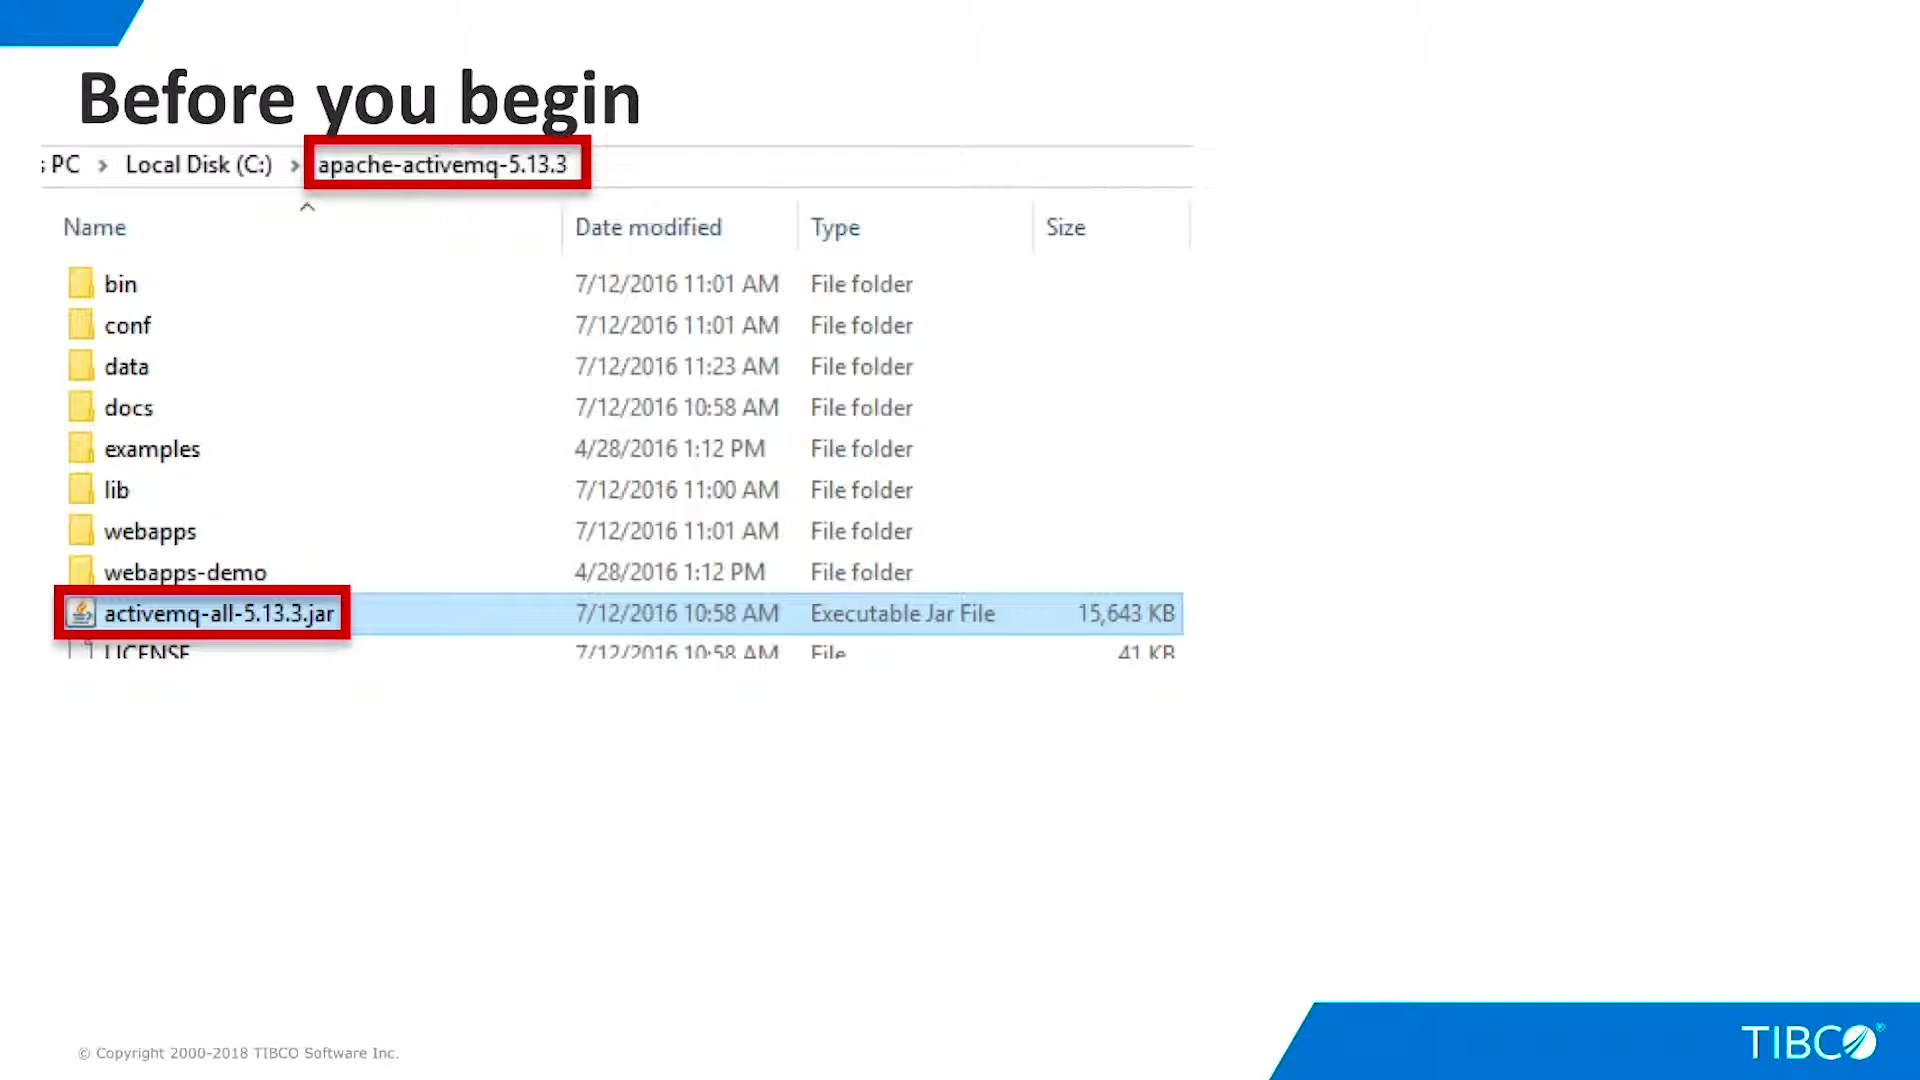 Before you begin
PC > Local Disk (C:) > apache-activemq-5.13.3
Name Date modified Type Size
bin 7/12/2016 11:01 AM File folder
conf 7/12/2016 11:01 AM File folder
data 7/12/2016 11:23 AM File folder
docs 7/12/2016 10:58 AM File folder
examples 4/28/2016 1:12 PM File folder
lib 7/12/2016 11:00 AM File folder
webapps 7/12/2016 11:01 AM File folder
webapps-demo 4/28/2016 1:12 PM File folder
activemq-all-5.13.3.jar 7/12/2016 10:58 AM Executable Jar File 15,643 KB
LICENSE 7/12/2016 10:58 AM File 41 KB
© Copyright 2000-2018 TIBCO Software Inc.
TIBCO®